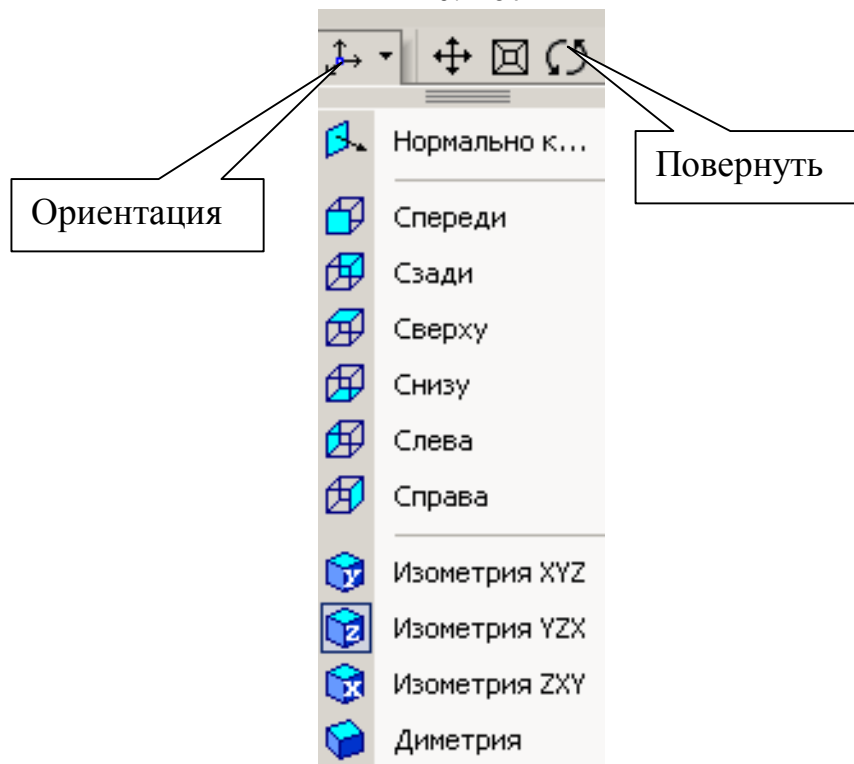 Нормально к...
Повернуть
Ориентация
Спереди
Сзади
Сверху
Снизу
Слева
Справа
Изометрия XYZ
Изометрия YZX
Изометрия ZXY
Диметрия